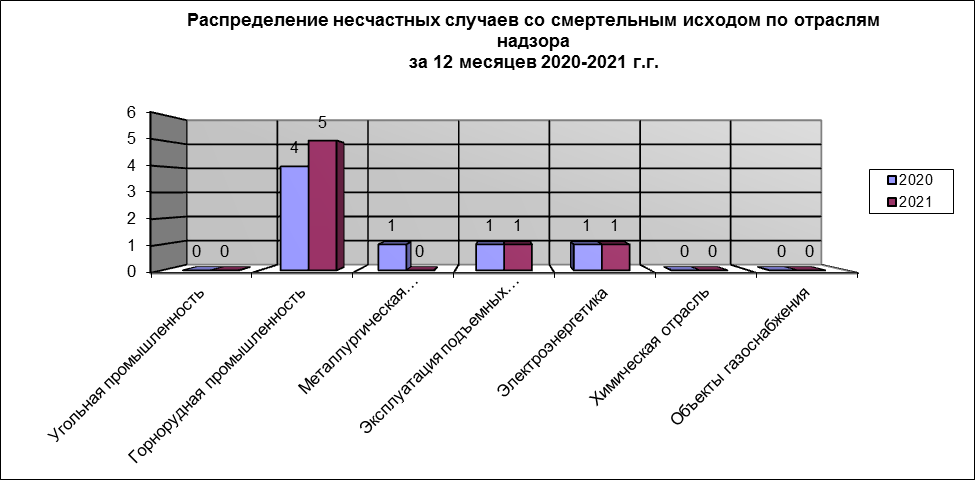 Распределение несчастных случаев со смертельным исходом по отраслям
надзора
за 12 месяцев 2020-2021 г.г.
6
5
4
3
2
1
0
0 0
4 5
1 0
1 1
1 1
0 0
0 0
2020
2021
Угольная промышленность
Горнорудная промышленность
Металлургическая...
Эксплуатация подъемных...
Электроэнергетика
Химическая отрасль
Объекты газоснабжения